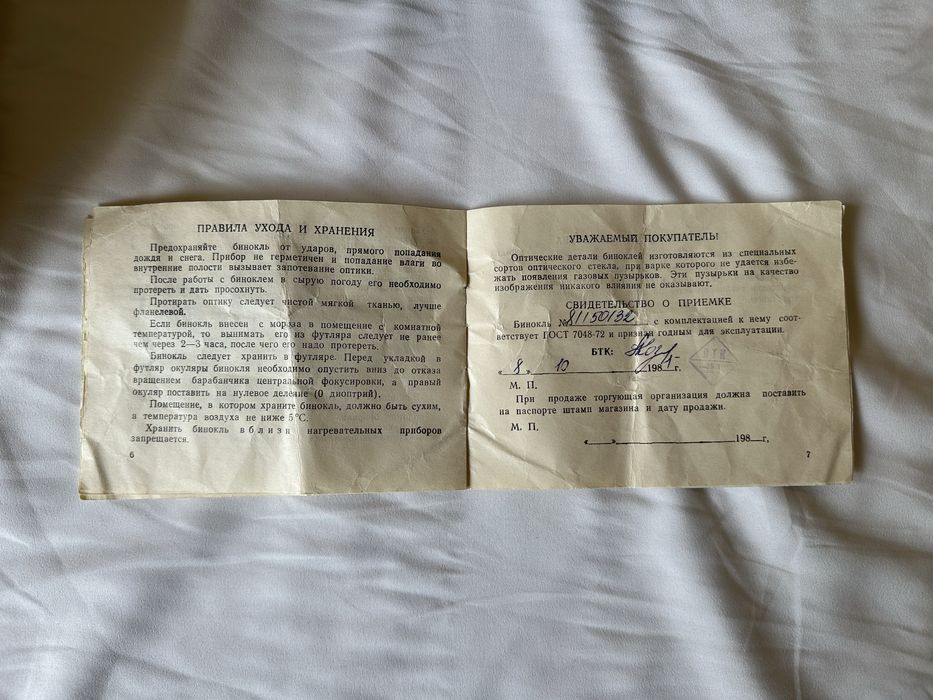 ПРАВИЛА УХОДА И ХРАНЕНИЯ
Предохраняйте бинокль от ударов, прямого попадания
дождя и снега. Прибор не герметичен и попадание влаги во
внутренние полости вызывает запотевание оптики.
После работы с биноклем в сырую погоду его необходимо
протереть и дать просохнуть.
Протирать оптику следует чистой мягкой тканью, лучше
фланелевой.
Если бинокль внесен с мороза в помещение с комнатной
температурой, то вынимать его из футляра следует не ранее
чем через 2—3 часа, после чего его надо протереть.
Бинокль следует хранить в футляре. Перед укладкой в
футляр окуляры бинокля необходимо опустить вниз до отказа
вращением барабанчика центральной фокусировки, а правый
окуляр поставить на нулевое деление (0 диоптрий).
Помещение, в котором хранится бинокль, должно быть сухим,
а температура воздуха не ниже 5°С.
Хранить бинокль вблизи нагревательных приборов
запрещается.
6
УВАЖАЕМЫЙ ПОКУПАТЕЛЬ!
Оптические детали биноклей изготовляются из специальных
сортов оптического стекла, при варке которого не удается избе-
жать появления газовых пузырьков. Эти пузырьки на качество
изображения никакого влияния не оказывают.
СВИДЕТЕЛЬСТВО О ПРИЕМКЕ
Бинокль № 81150132 с комплектацией к нему соот-
ветствует ГОСТ 7048-72 и признан годным для эксплуатации.
БТК:
ОТК
„ 8 „ 10 1981 г.
М. П.
При продаже торгующая организация должна поставить
на паспорте штамп магазина и дату продажи.
М. П.
198 г.
7